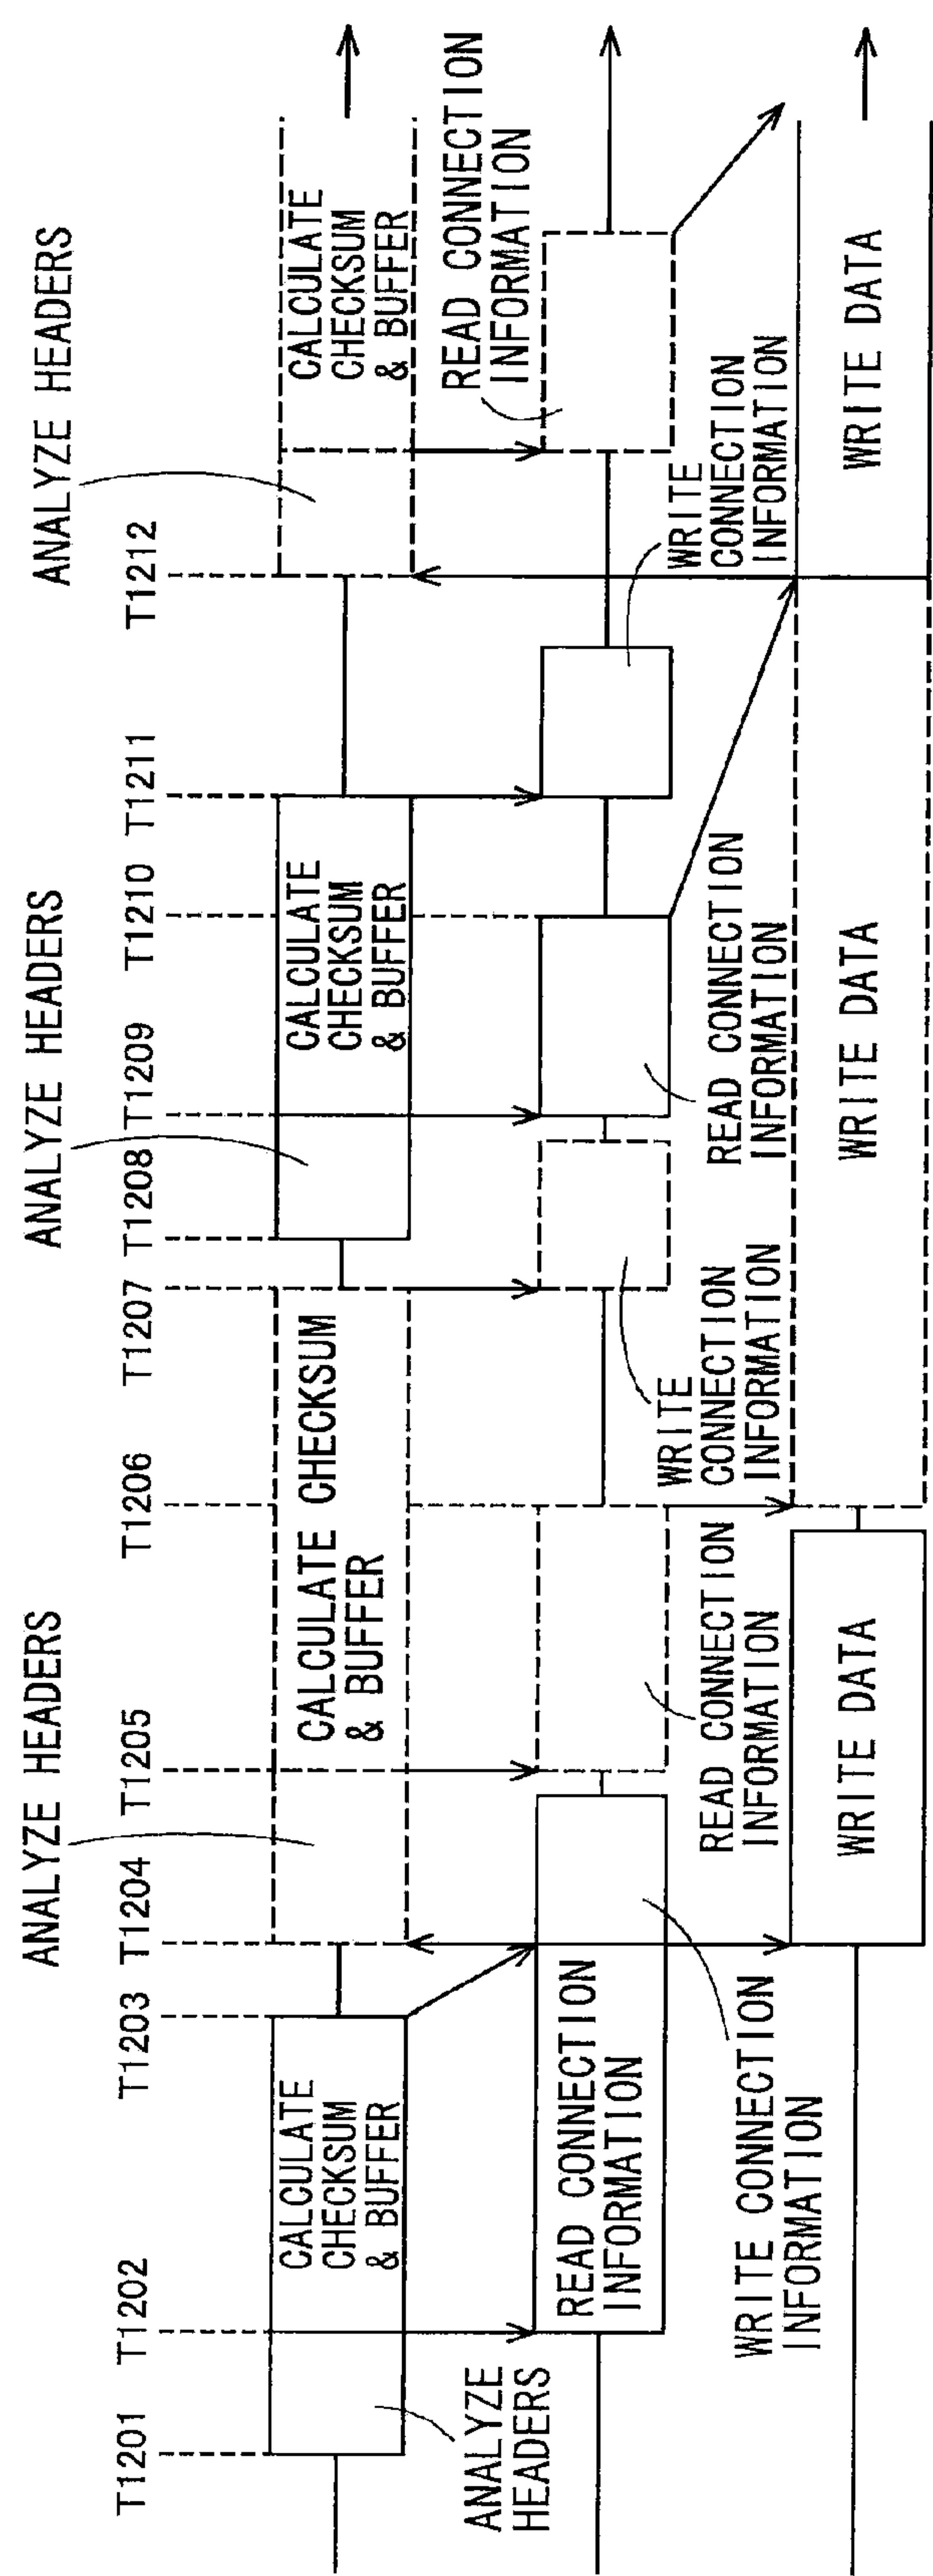 ANALYZE HEADERS
ANALYZE HEADERS
ANALYZE HEADERS
T1201
T1202
T1203
T1204
T1205
T1206
T1207
T1208
T1209
T1210
T1211
T1212
CALCULATE
CHECKSUM
& BUFFER
CALCULATE CHECKSUM
& BUFFER
CALCULATE
CHECKSUM
& BUFFER
CALCULATE
CHECKSUM
& BUFFER
ANALYZE
HEADERS
READ CONNECTION
INFORMATION
READ CONNECTION
INFORMATION
WRITE CONNECTION
INFORMATION
READ CONNECTION
INFORMATION
WRITE
CONNECTION
INFORMATION
READ CONNECTION
INFORMATION
WRITE
CONNECTION
INFORMATION
WRITE DATA
WRITE DATA
WRITE DATA